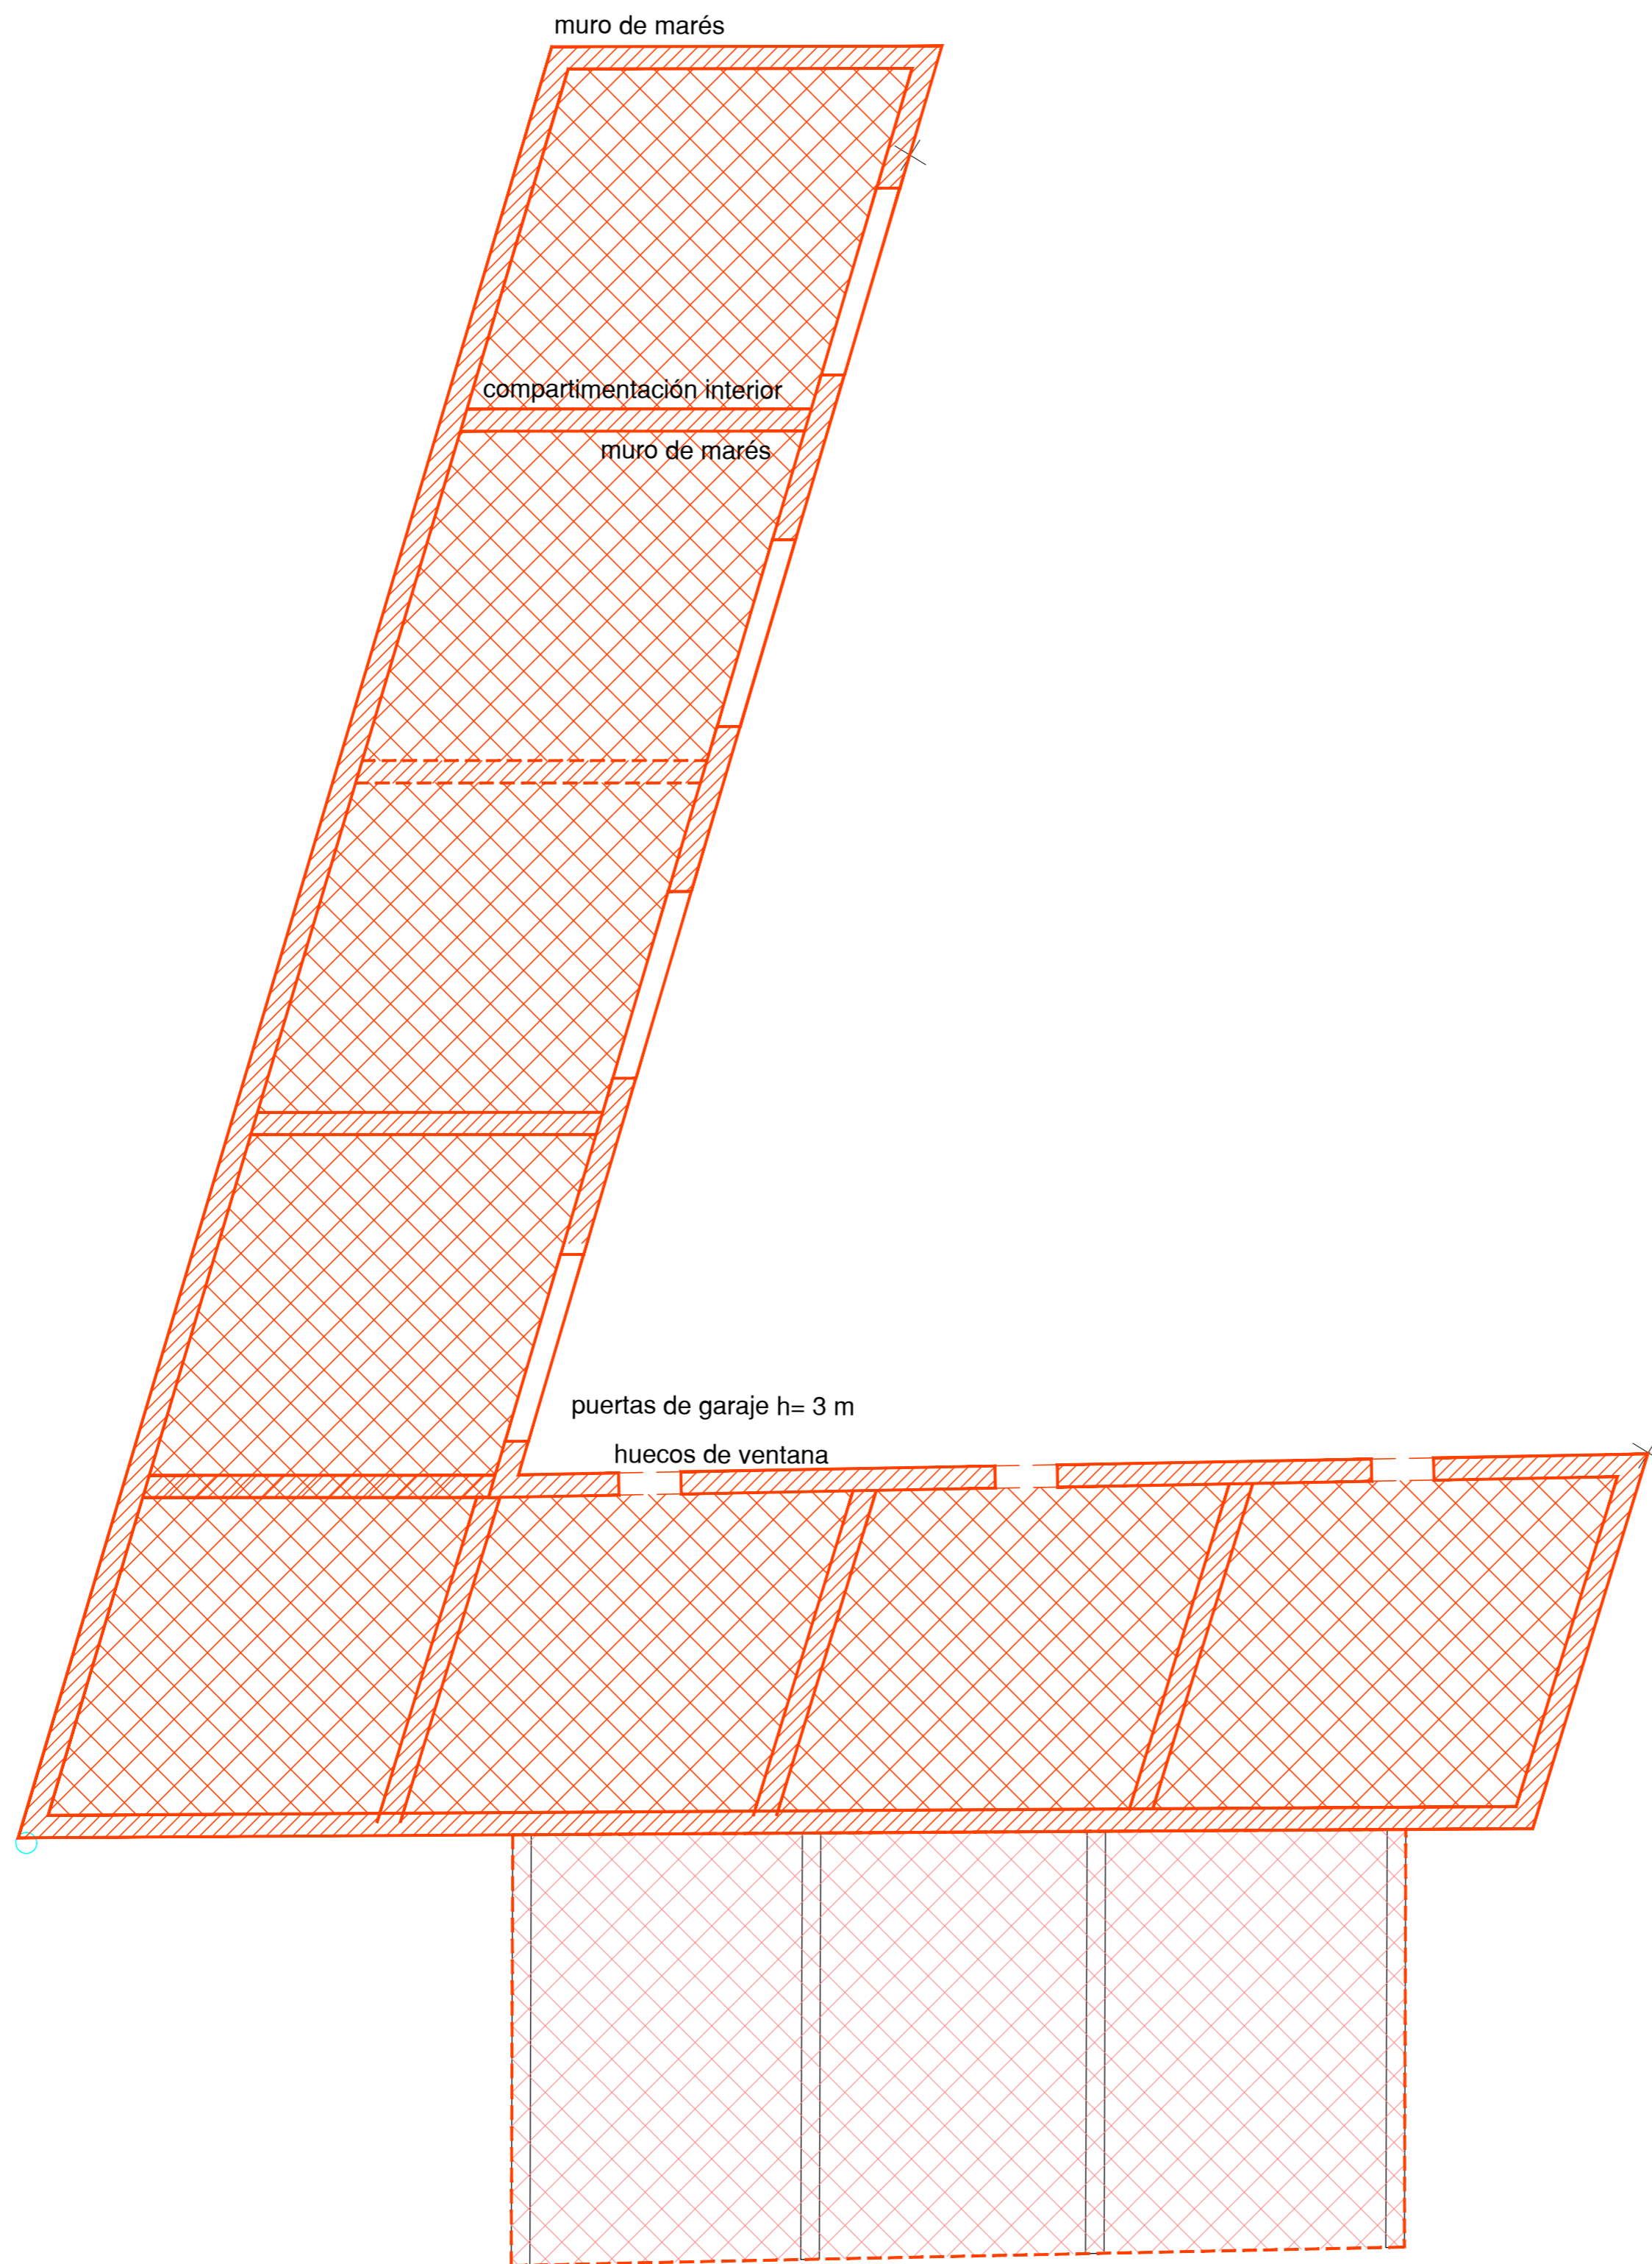 muro de marés
compartimentación interior
muro de marés
puertas de garaje h= 3 m
huecos de ventana